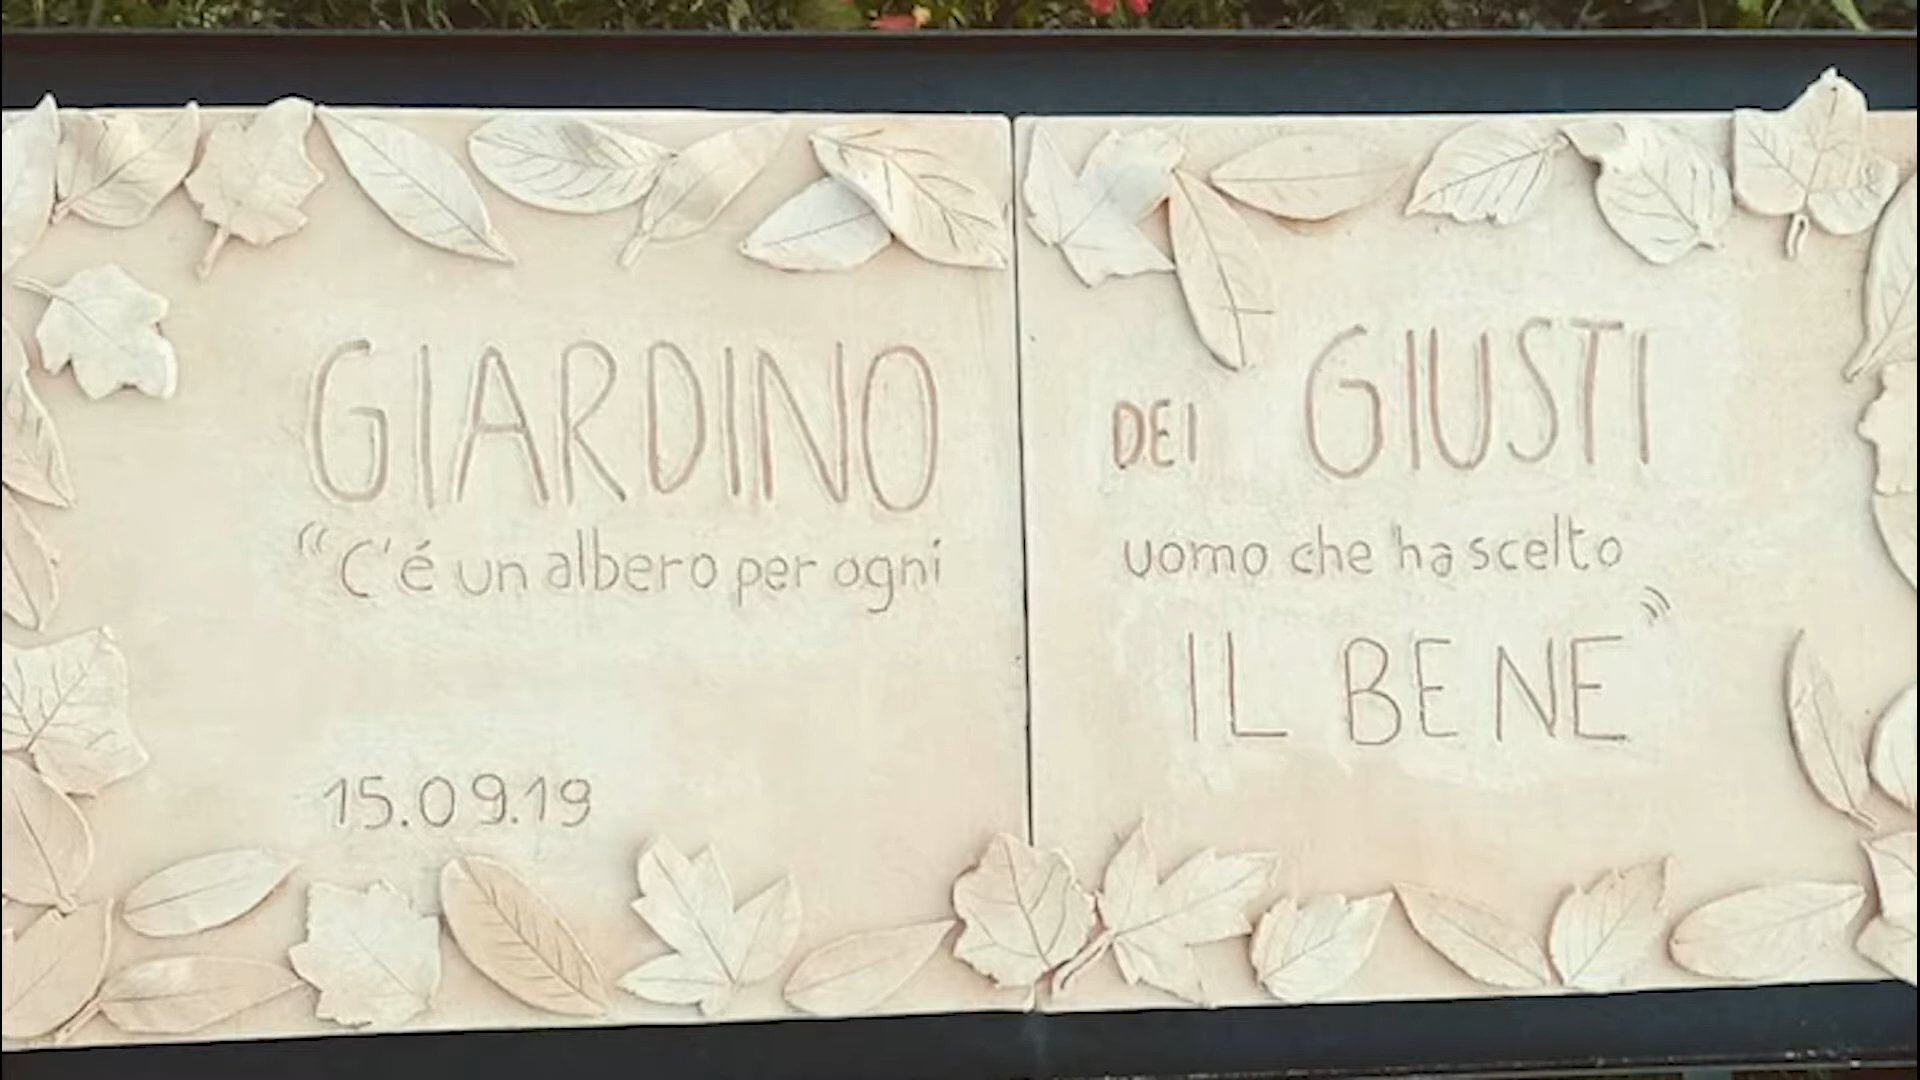 GIARDINO DEI GIUSTI
“C'é un albero per ogni uomo che ha scelto
IL BENE”
15.09.19